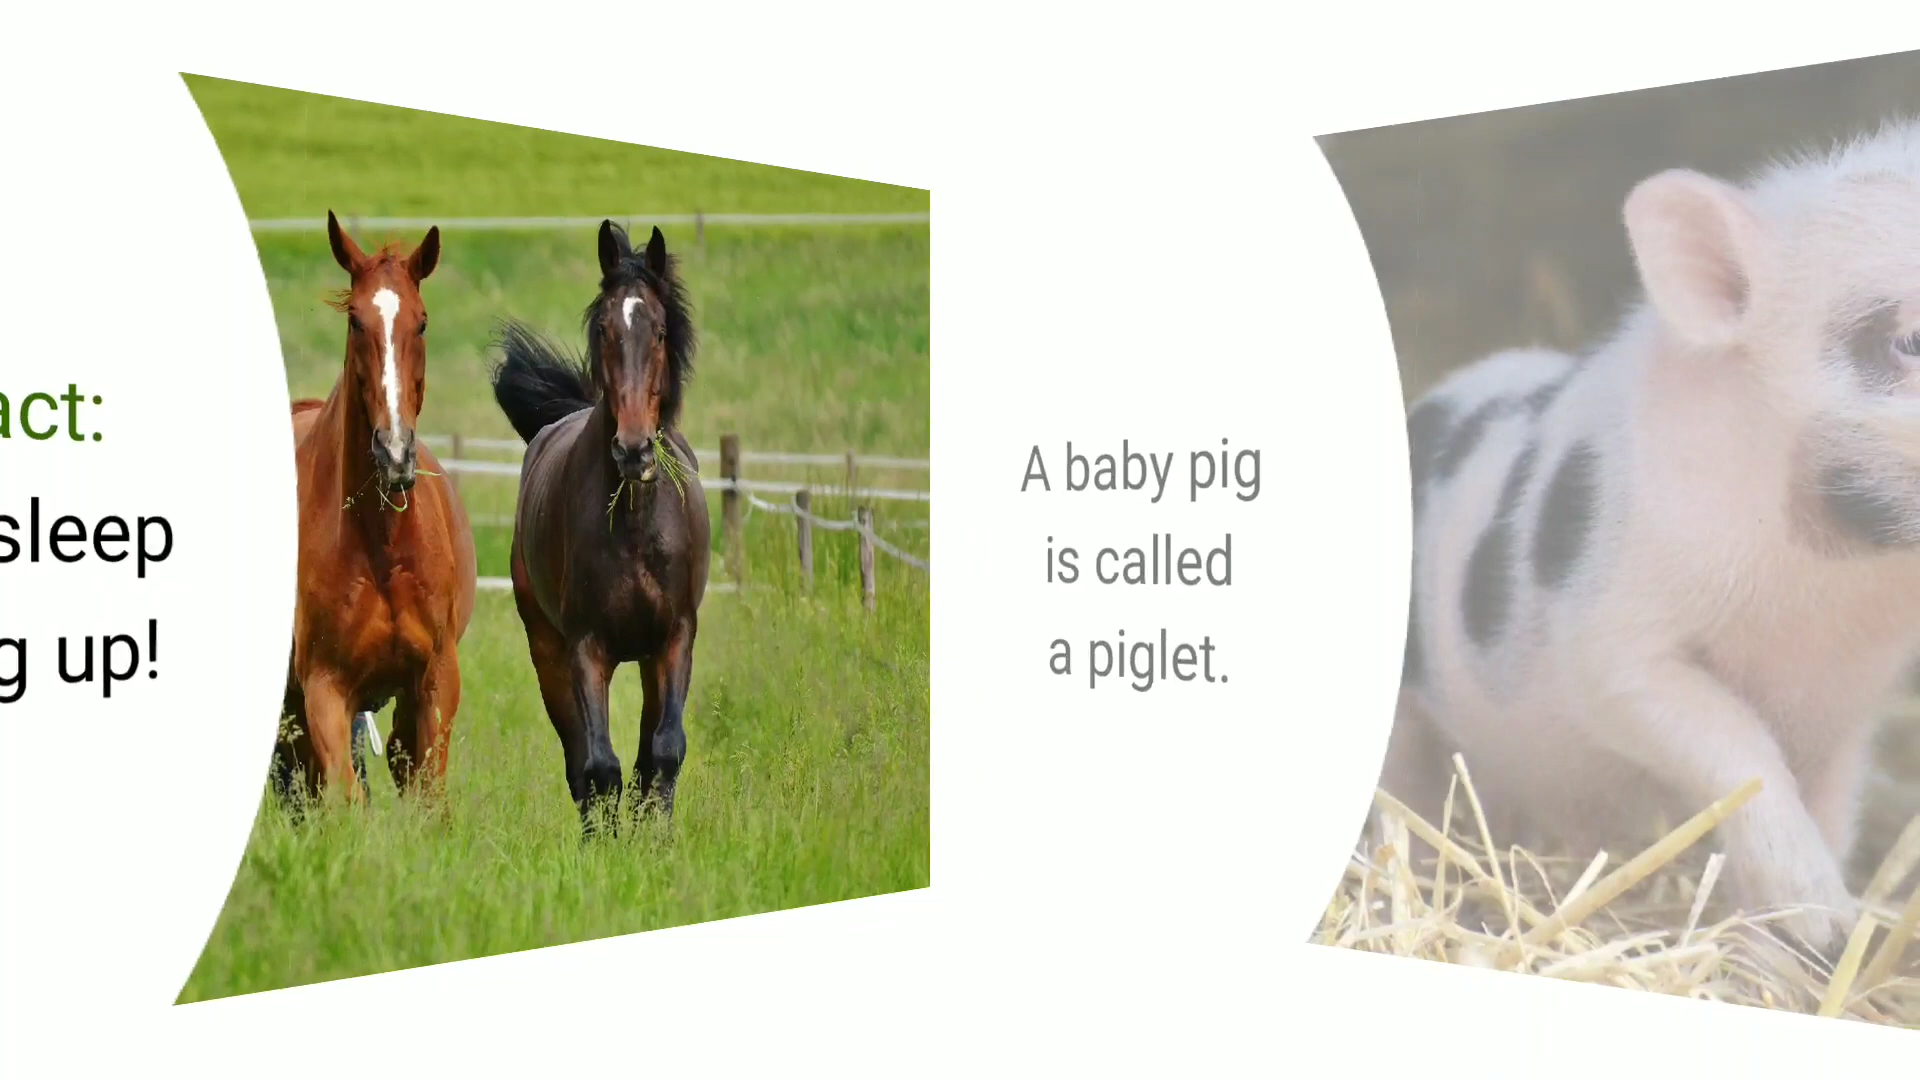 act:
sleep
g up!
A baby pig
is called
a piglet.